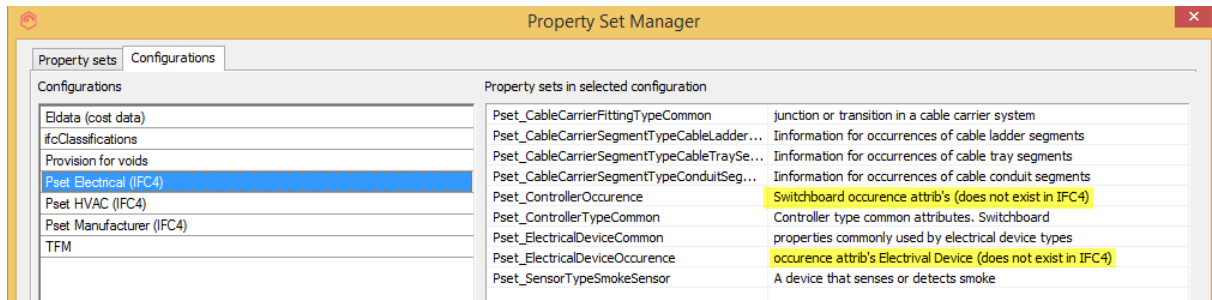 Property Set Manager
Property sets Configurations
Configurations Property sets in selected configuration
Eldata (cost data)
ifcClassifications
Provision for voids
Pset Electrical (IFC4)
Pset HVAC (IFC4)
Pset Manufacturer (IFC4)
TFM
Pset_CableCarrierFittingTypeCommon junction or transition in a cable carrier system
Pset_CableCarrierSegmentTypeCableLadder... Iinformation for occurrences of cable ladder segments
Pset_CableCarrierSegmentTypeCableTraySe... Iinformation for occurrences of cable tray segments
Pset_CableCarrierSegmentTypeConduitSeg... Iinformation for occurrences of cable conduit segments
Pset_ControllerOccurence Switchboard occurence attrib's (does not exist in IFC4)
Pset_ControllerTypeCommon Controller type common attributes. Switchboard
Pset_ElectricalDeviceCommon properties commonly used by electrical device types
Pset_ElectricalDeviceOccurence occurence attrib's Electrival Device (does not exist in IFC4)
Pset_SensorTypeSmokeSensor A device that senses or detects smoke